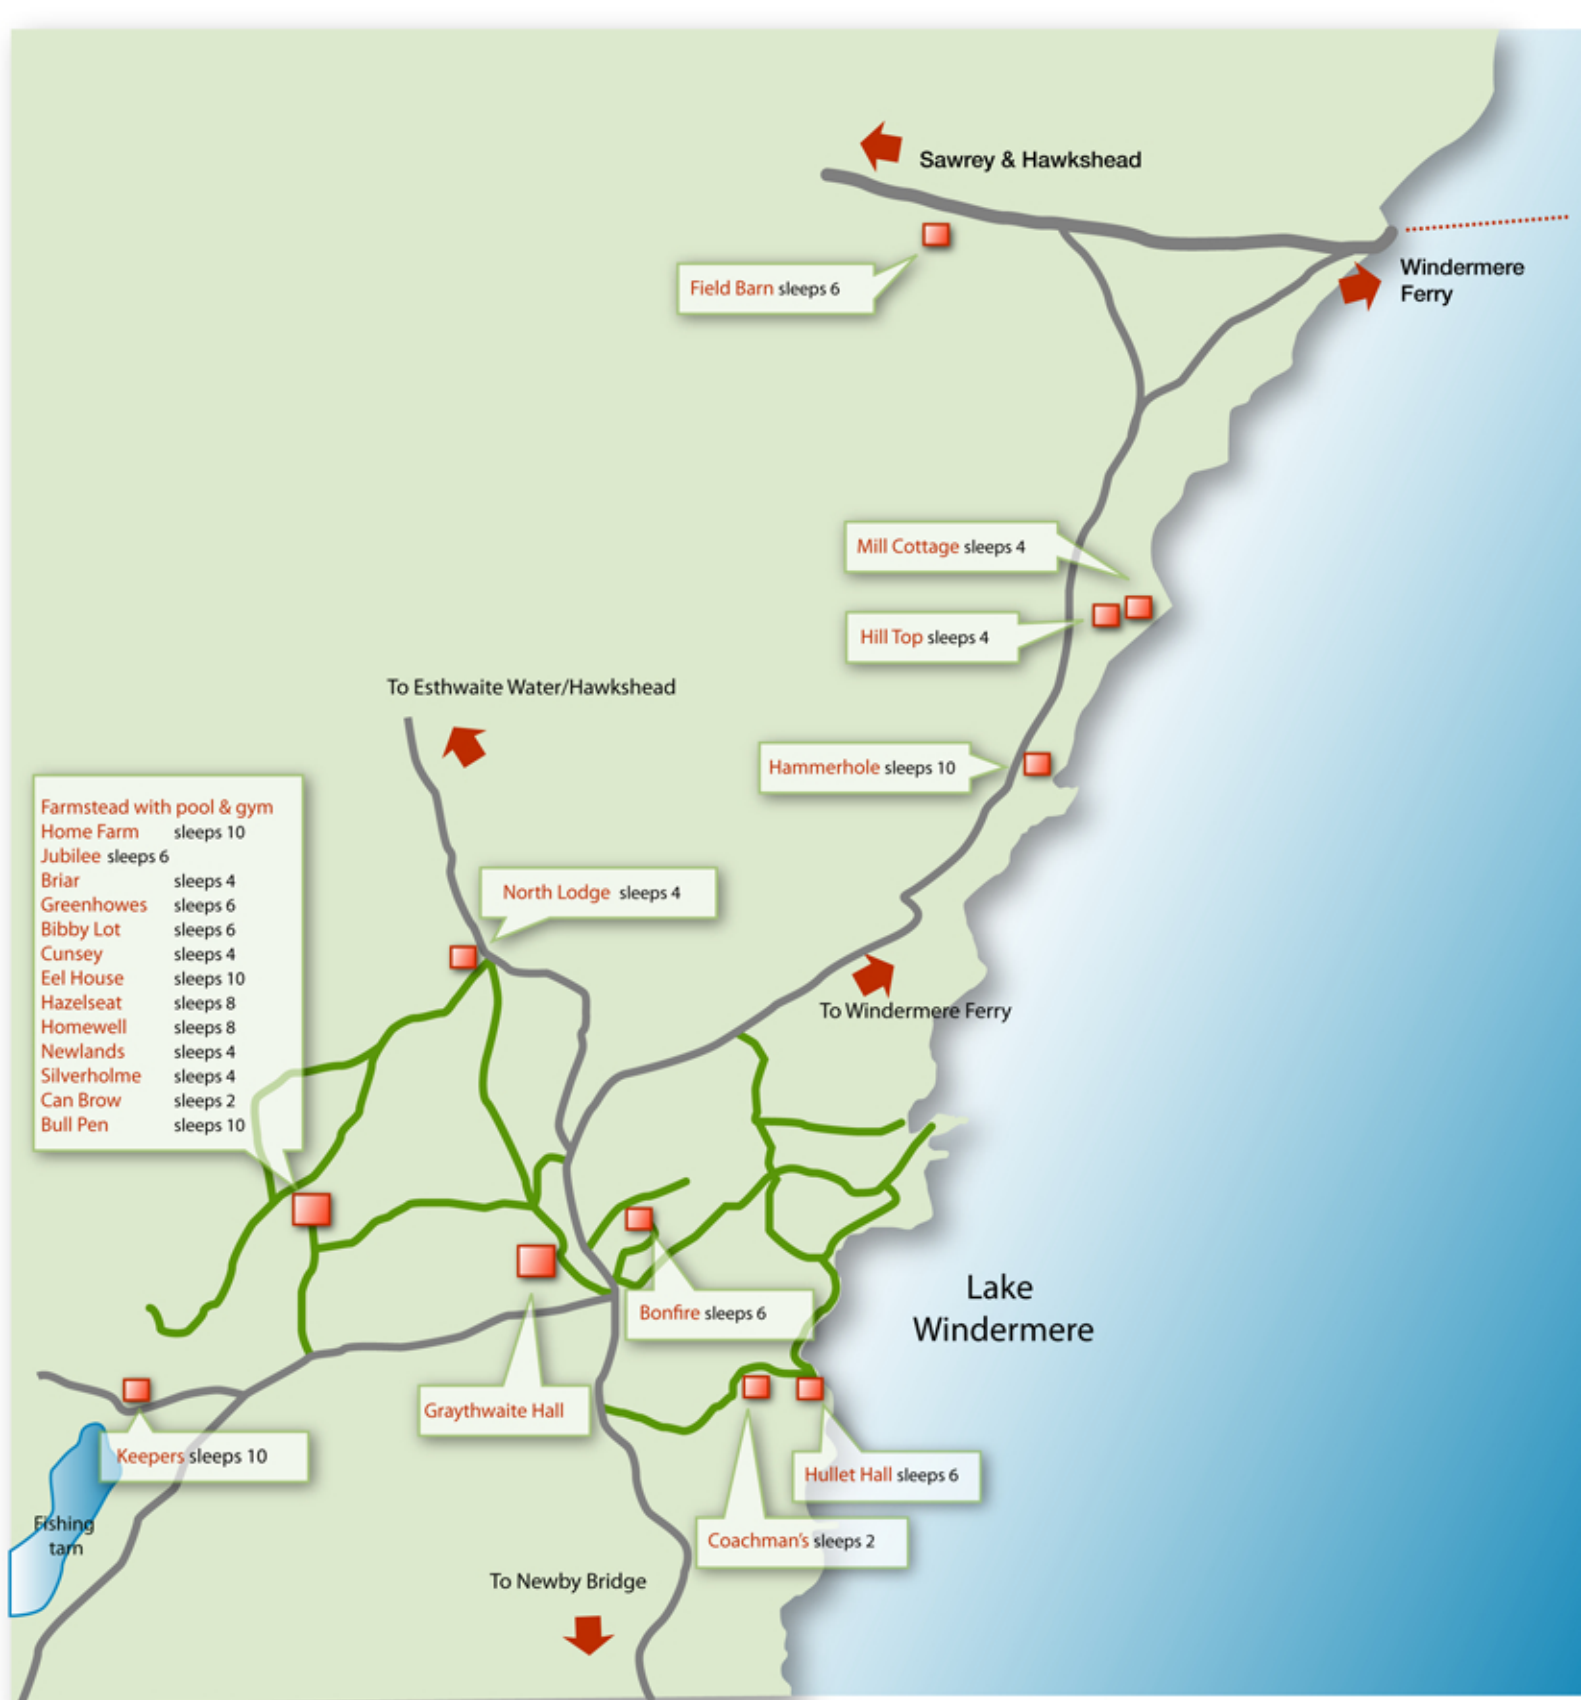 Sawrey & Hawkshead
Windermere
Ferry
Field Barn sleeps 6
Mill Cottage sleeps 4
Hill Top sleeps 4
To Esthwaite Water/Hawkshead
Hammerhole sleeps 10
Farmstead with pool & gym
Home Farm sleeps 10
Jubilee sleeps 6
Briar sleeps 4
Greenhowes sleeps 6
Bibby Lot sleeps 6
Cunsey sleeps 4
Eel House sleeps 10
Hazelseat sleeps 8
Homewell sleeps 8
Newlands sleeps 4
Silverholme sleeps 4
Can Brow sleeps 2
Bull Pen sleeps 10
North Lodge sleeps 4
To Windermere Ferry
Lake
Windermere
Bonfire sleeps 6
Graythwaite Hall
Keepers sleeps 10
Hullet Hall sleeps 6
Fishing
tarn
Coachman's sleeps 2
To Newby Bridge